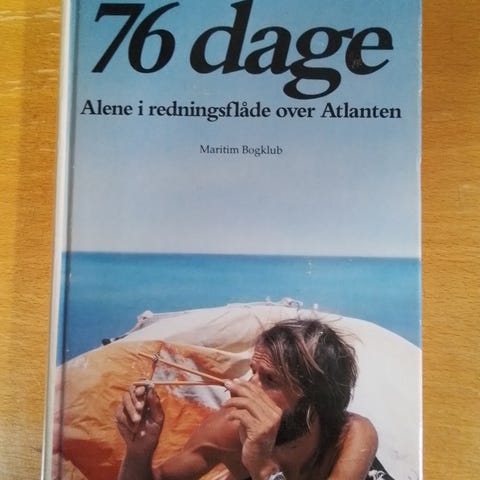 76 dage
Alene i redningsflåde over Atlanten
Maritim Bogklub